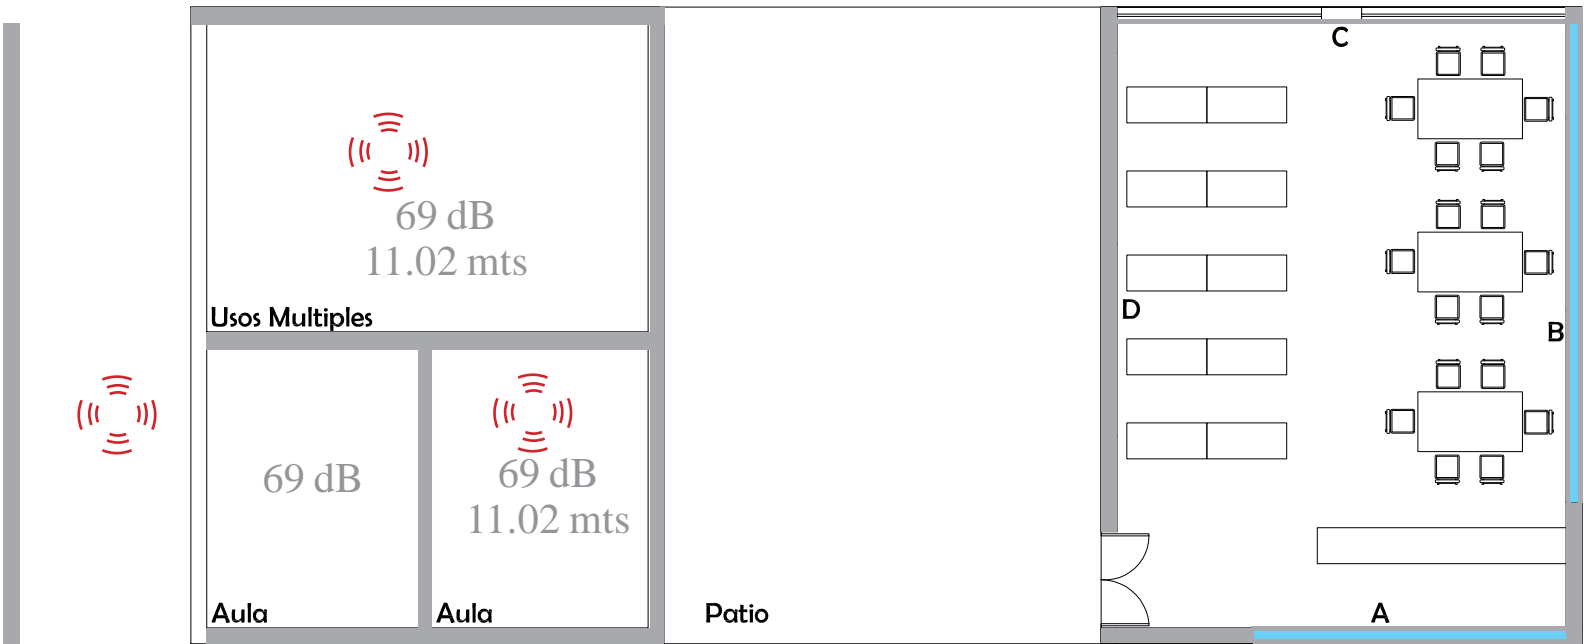 C
69 dB
11.02 mts
Usos Multiples
D
B
69 dB
69 dB
11.02 mts
Aula
Aula
Patio
A